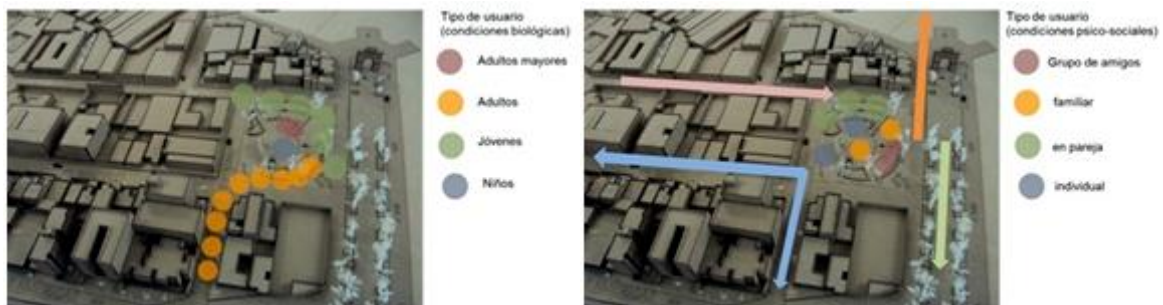 Tipo de usuario
(condiciones biológicas)
Adultos mayores
Adultos
Jóvenes
Niños
Tipo de usuario
(condiciones psico-sociales)
Grupo de amigos
familiar
en pareja
individual